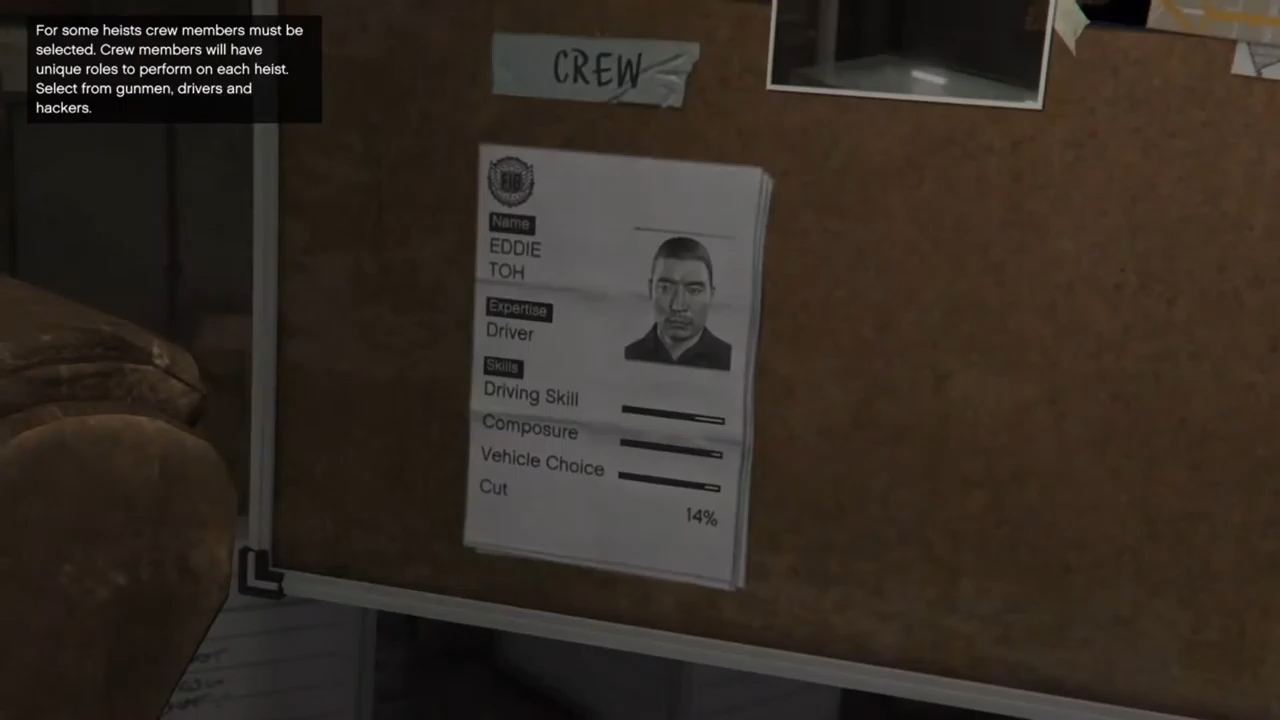 For some heists crew members must be
selected. Crew members will have
unique roles to perform on each heist.
Select from gunmen, drivers and
hackers.
CREW
FIB
Name
EDDIE
TOH
Expertise
Driver
Skills
Driving Skill
Composure
Vehicle Choice
Cut
14%